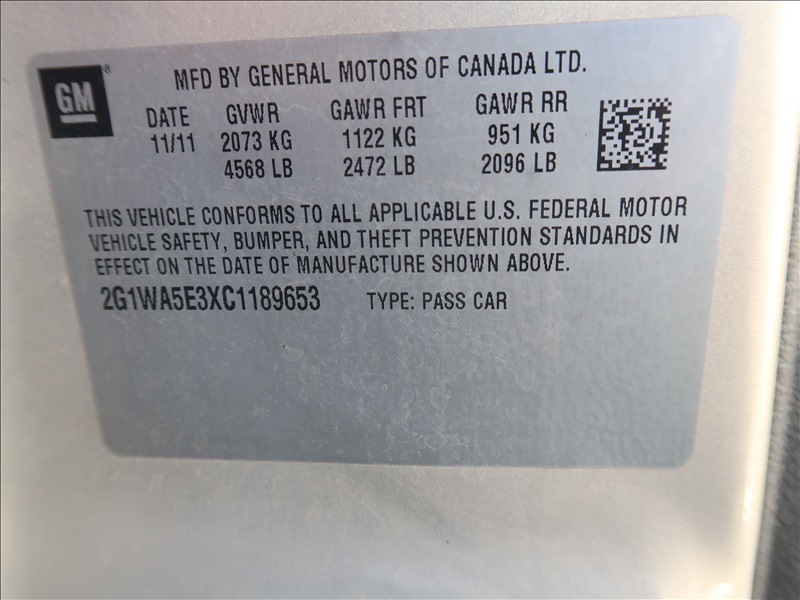 GM
MFD BY GENERAL MOTORS OF CANADA LTD.
DATE GVWR GAWR FRT GAWR RR
11/11 2073 KG 1122 KG 951 KG
4568 LB 2472 LB 2096 LB
THIS VEHICLE CONFORMS TO ALL APPLICABLE U.S. FEDERAL MOTOR
VEHICLE SAFETY, BUMPER, AND THEFT PREVENTION STANDARDS IN
EFFECT ON THE DATE OF MANUFACTURE SHOWN ABOVE.
2G1WA5E3XC1189653 TYPE: PASS CAR